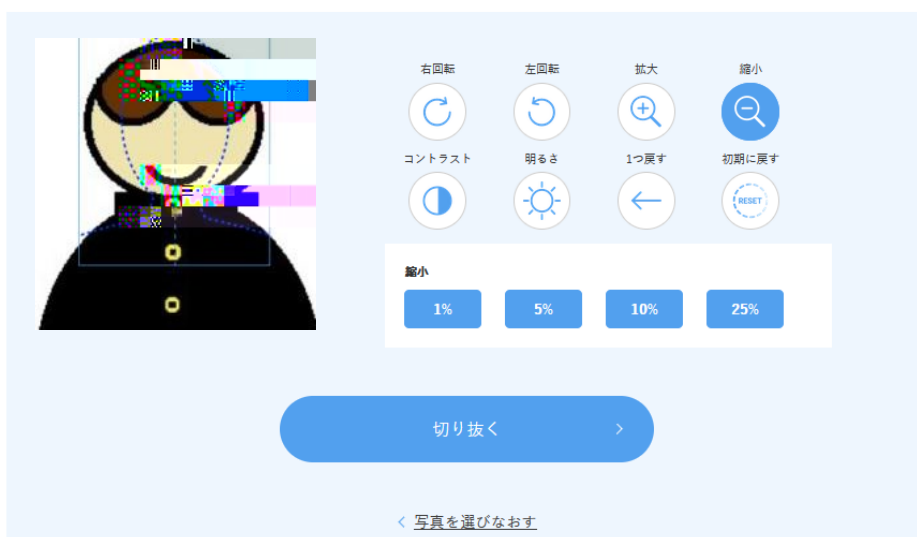 右回転 左回転 拡大 縮小
コントラスト 明るさ 1つ戻す 初期に戻す
RESET
縮小
1% 5% 10% 25%
切り抜く
写真を選びなおす